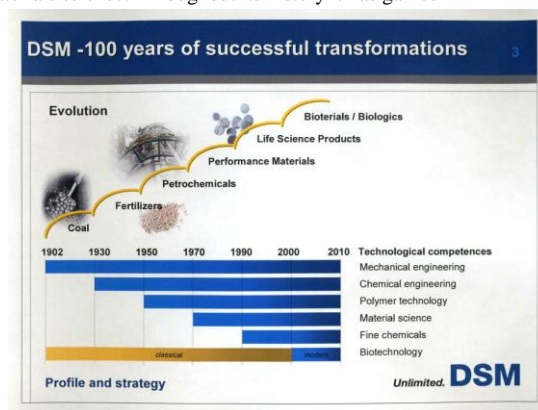 DSM -100 years of successful transformations 3
Evolution
Bioterials / Biologics
Life Science Products
Performance Materials
Petrochemicals
Fertilizers
Coal
1902 1930 1950 1970 1990 2000 2010 Technological competences
Mechanical engineering
Chemical engineering
Polymer technology
Material science
Fine chemicals
classical modern Biotechnology
Profile and strategy Unlimited. DSM